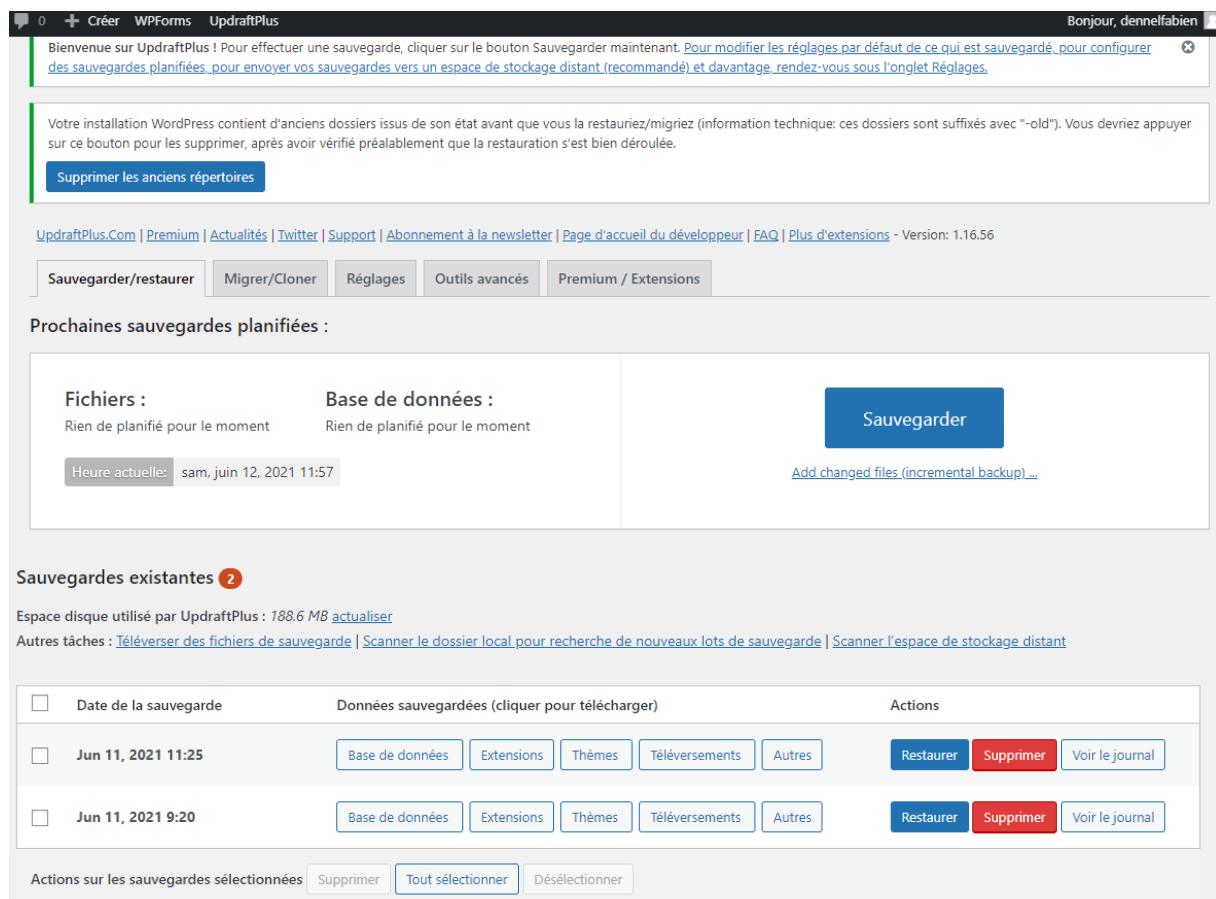 0 Créer WPForms UpdraftPlus Bonjour, dennelfabien
Bienvenue sur UpdraftPlus ! Pour effectuer une sauvegarde, cliquer sur le bouton Sauvegarder maintenant. Pour modifier les réglages par défaut de ce qui est sauvegardé, pour configurer
des sauvegardes planifiées, pour envoyer vos sauvegardes vers un espace de stockage distant (recommandé) et davantage, rendez-vous sous l'onglet Réglages.
Votre installation WordPress contient d'anciens dossiers issus de son état avant que vous la restauriez/migriez (information technique: ces dossiers sont suffixés avec "-old"). Vous devriez appuyer
sur ce bouton pour les supprimer, après avoir vérifié préalablement que la restauration s'est bien déroulée.
Supprimer les anciens répertoires
UpdraftPlus.Com | Premium | Actualités | Twitter | Support | Abonnement à la newsletter | Page d'accueil du développeur | FAQ | Plus d'extensions - Version: 1.16.56
Sauvegarder/restaurer Migrer/Cloner Réglages Outils avancés Premium / Extensions
Prochaines sauvegardes planifiées :
Fichiers : Base de données :
Rien de planifié pour le moment Rien de planifié pour le moment
Sauvegarder
Heure actuelle: sam, juin 12, 2021 11:57
Add changed files (incremental backup) ...
Sauvegardes existantes 2
Espace disque utilisé par UpdraftPlus : 188.6 MB actualiser
Autres tâches : Téléverser des fichiers de sauvegarde | Scanner le dossier local pour recherche de nouveaux lots de sauvegarde | Scanner l'espace de stockage distant
Date de la sauvegarde Données sauvegardées (cliquer pour télécharger) Actions
Jun 11, 2021 11:25 Base de données Extensions Thèmes Téléversements Autres Restaurer Supprimer Voir le journal
Jun 11, 2021 9:20 Base de données Extensions Thèmes Téléversements Autres Restaurer Supprimer Voir le journal
Actions sur les sauvegardes sélectionnées Supprimer Tout sélectionner Désélectionner